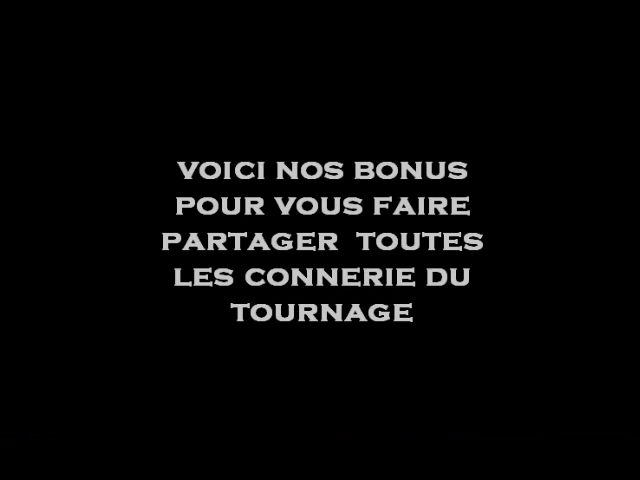 VOICI NOS BONUS
POUR VOUS FAIRE
PARTAGER  TOUTES
LES CONNERIE DU
TOURNAGE